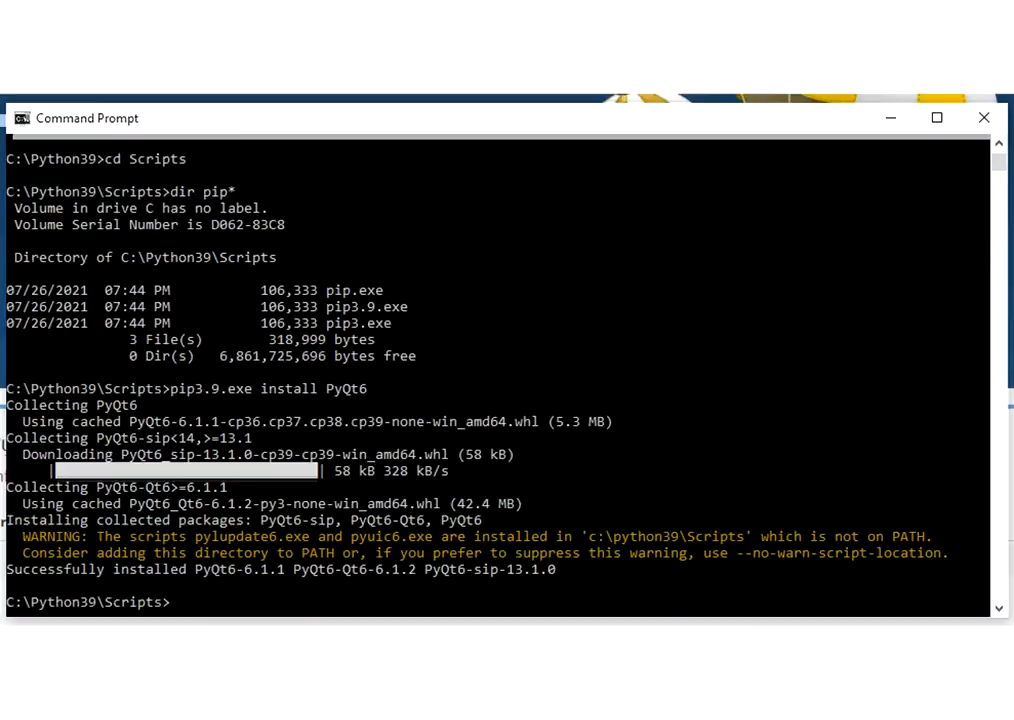 Command Prompt
C:\Python39>cd Scripts
C:\Python39\Scripts>dir pip*
Volume in drive C has no label.
Volume Serial Number is D062-83C8
Directory of C:\Python39\Scripts
07/26/2021  07:44 PM           106,333 pip.exe
07/26/2021  07:44 PM           106,333 pip3.9.exe
07/26/2021  07:44 PM           106,333 pip3.exe
3 File(s)        318,999 bytes
0 Dir(s)   6,861,725,696 bytes free
C:\Python39\Scripts>pip3.9.exe install PyQt6
Collecting PyQt6
Using cached PyQt6-6.1.1-cp36.cp37.cp38.cp39-none-win_amd64.whl (5.3 MB)
Collecting PyQt6-sip<14,>=13.1
Downloading PyQt6_sip-13.1.0-cp39-cp39-win_amd64.whl (58 kB)
| | 58 kB 328 kB/s
Collecting PyQt6-Qt6>=6.1.1
Using cached PyQt6_Qt6-6.1.2-py3-none-win_amd64.whl (42.4 MB)
Installing collected packages: PyQt6-sip, PyQt6-Qt6, PyQt6
WARNING: The scripts pylupdate6.exe and pyuic6.exe are installed in 'c:\python39\Scripts' which is not on PATH.
Consider adding this directory to PATH or, if you prefer to suppress this warning, use --no-warn-script-location.
Successfully installed PyQt6-6.1.1 PyQt6-Qt6-6.1.2 PyQt6-sip-13.1.0
C:\Python39\Scripts>